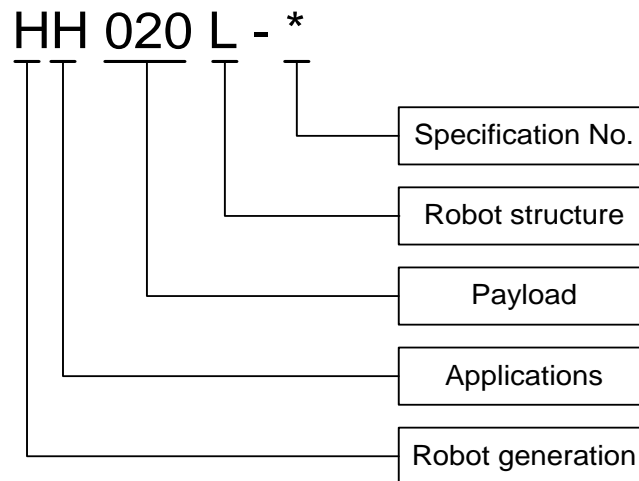 HH 020 L - *
Specification No.
Robot structure
Payload
Applications
Robot generation